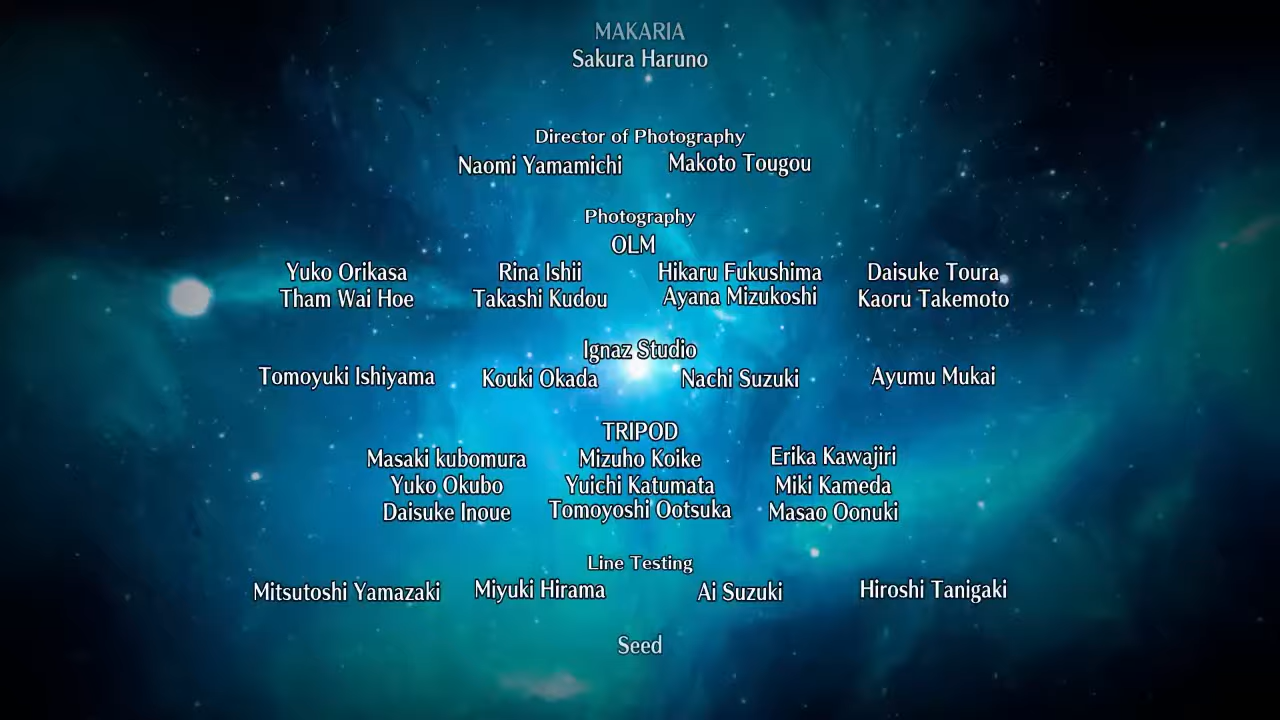 MAKARIA
Sakura Haruno
Director of Photography
Naomi Yamamichi Makoto Tougou
Photography
OLM
Yuko Orikasa Rina Ishii Hikaru Fukushima Daisuke Toura
Tham Wai Hoe Takashi Kudou Ayana Mizukoshi Kaoru Takemoto
Ignaz Studio
Tomoyuki Ishiyama Kouki Okada Nachi Suzuki Ayumu Mukai
TRIPOD
Masaki kubomura Mizuho Koike Erika Kawajiri
Yuko Okubo Yuichi Katumata Miki Kameda
Daisuke Inoue Tomoyoshi Ootsuka Masao Oonuki
Line Testing
Mitsutoshi Yamazaki Miyuki Hirama Ai Suzuki Hiroshi Tanigaki
Seed